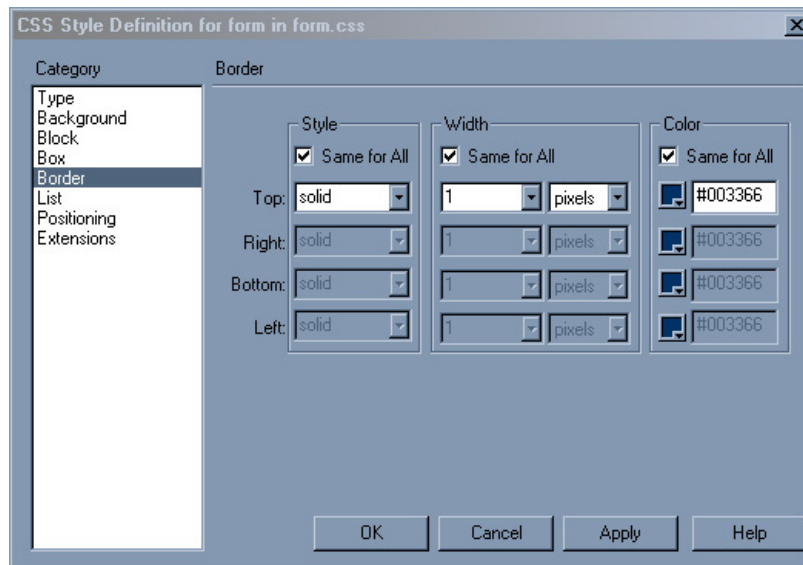 CSS Style Definition for form in form.css
Category
Border
Type
Background
Block
Box
Border
List
Positioning
Extensions
Style
Width
Color
Same for All
Same for All
Same for All
Top: solid 1 pixels #003366
Right: solid 1 pixels #003366
Bottom: solid 1 pixels #003366
Left: solid 1 pixels #003366
OK
Cancel
Apply
Help